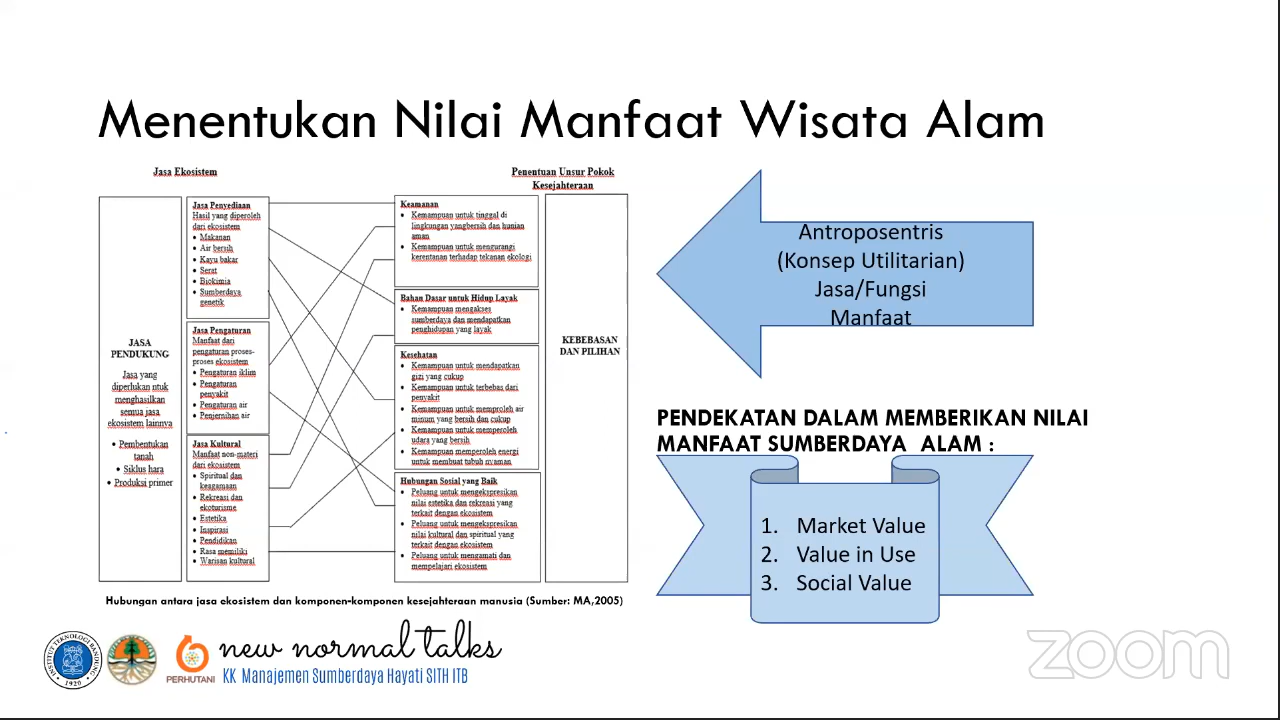 Menentukan Nilai Manfaat Wisata Alam
Jasa Ekosistem
JASA
PENDUKUNG
Jasa yang
diperlukan ntuk
menghasilkan
semua jasa
ekosistem lainnya
• Pembentukan
tanah
• Siklus hara
• Produksi primer
Jasa Penyediaan
Hasil yang diperoleh
dari ekosistem
• Makanan
• Air bersih
• Kayu bakar
• Serat
• Biokimia
• Sumberdaya
genetik
Jasa Pengaturan
Manfaat dari
pengaturan proses-
proses ekosistem
• Pengaturan iklim
• Pengaturan
penyakit
• Pengaturan air
• Penjernihan air
Jasa Kultural
Manfaat non-materi
dari ekosistem
• Spiritual dan
keagamaan
• Rekreasi dan
ekoturisme
• Estetika
• Inspirasi
• Pendidikan
• Rasa memiliki
• Warisan kultural
Penentuan Unsur Pokok
Kesejahteraan
Keamanan
• Kemampuan untuk tinggal di
lingkungan yangbersih dan hunian
aman
• Kemampuan untuk mengurangi
kerentanan terhadap tekanan ekologi
Bahan Dasar untuk Hidup Layak
• Kemampuan mengakses
sumberdaya dan mendapatkan
penghidupan yang layak
Kesehatan
• Kemampuan untuk mendapatkan
gizi yang cukup
• Kemampuan untuk terbebas dari
penyakit
• Kemampuan untuk memproleh air
minum yang bersih dan cukup
• Kemampuan untuk memperoleh
udara yang bersih
• Kemampuan memperoleh energi
untuk membuat tubuh nyaman
Hubungan Sosial yang Baik
• Peluang untuk mengekspresikan
nilai estetika dan rekreasi yang
terkait dengan ekosistem
• Peluang untuk mengekspresikan
nilai kultural dan spiritual yang
terkait dengan ekosistem
• Peluang untuk mengamati dan
mempelajari ekosistem
KEBEBASAN
DAN PILIHAN
Hubungan antara jasa ekosistem dan komponen-komponen kesejahteraan manusia (Sumber: MA,2005)
Antroposentris
(Konsep Utilitarian)
Jasa/Fungsi
Manfaat
PENDEKATAN DALAM MEMBERIKAN NILAI
MANFAAT SUMBERDAYA ALAM :
1. Market Value
2. Value in Use
3. Social Value
INSTITUT TEKNOLOGI BANDUNG
1920
PERHUTANI
new normal talks
KK Manajemen Sumberdaya Hayati SITH ITB
zoom